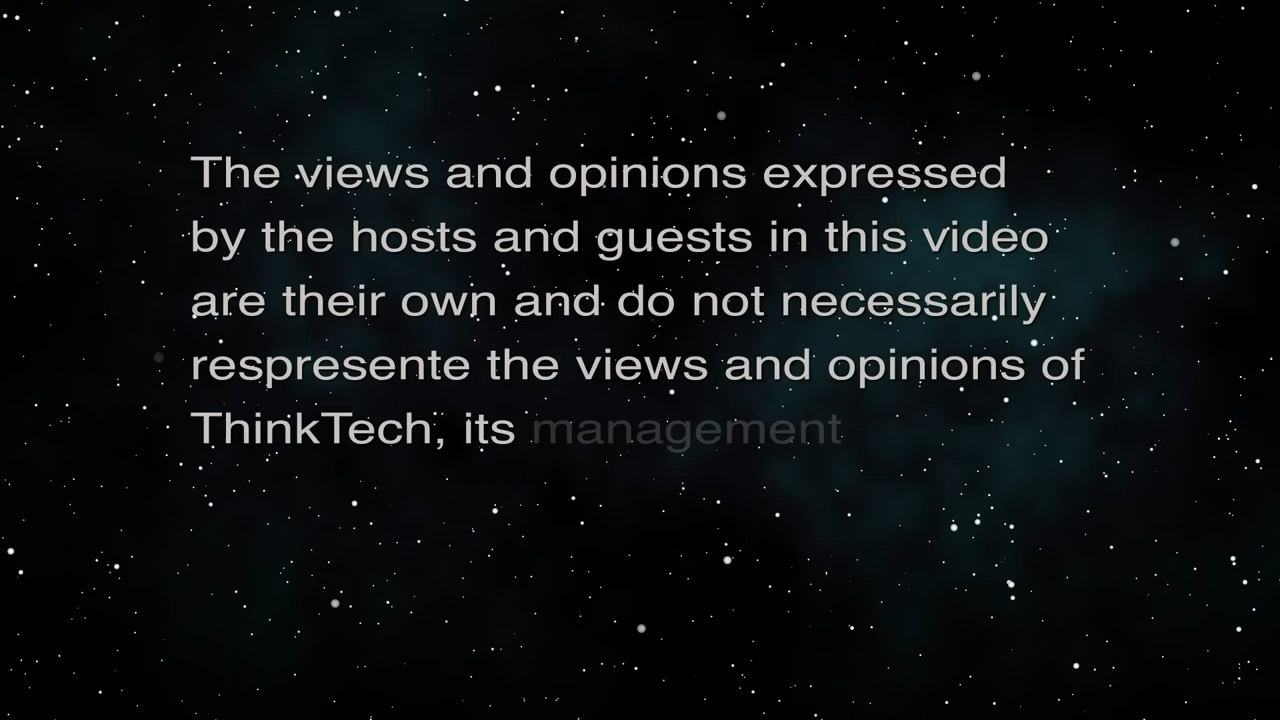 The views and opinions expressed
by the hosts and guests in this video
are their own and do not necessarily
respresente the views and opinions of
ThinkTech, its management